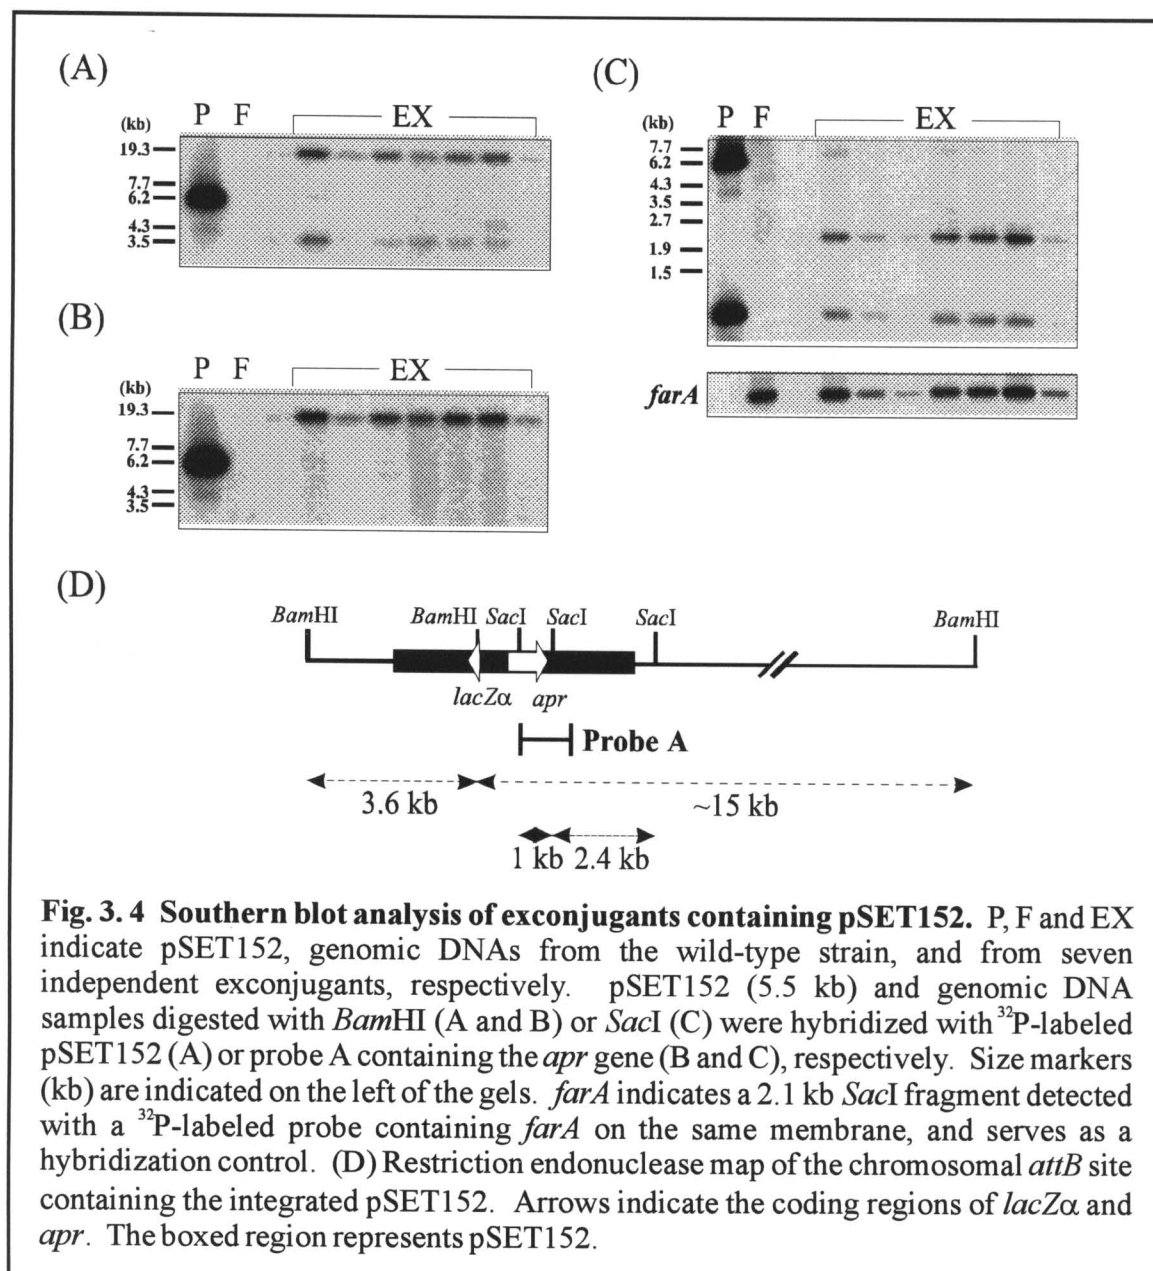 (A)
P F EX
(kb)
19.3
7.7
6.2
4.3
3.5
(B)
P F EX
(kb)
19.3
7.7
6.2
4.3
3.5
(C)
P F EX
(kb)
7.7
6.2
4.3
3.5
2.7
1.9
1.5
farA
(D)
BamHI BamHI SacI SacI SacI BamHI
lacZα apr
Probe A
3.6 kb ~15 kb
1 kb 2.4 kb
Fig. 3. 4 Southern blot analysis of exconjugants containing pSET152. P, F and EX
indicate pSET152, genomic DNAs from the wild-type strain, and from seven
independent exconjugants, respectively. pSET152 (5.5 kb) and genomic DNA
samples digested with BamHI (A and B) or SacI (C) were hybridized with ³²P-labeled
pSET152 (A) or probe A containing the apr gene (B and C), respectively. Size markers
(kb) are indicated on the left of the gels. farA indicates a 2.1 kb SacI fragment detected
with a ³²P-labeled probe containing farA on the same membrane, and serves as a
hybridization control. (D) Restriction endonuclease map of the chromosomal attB site
containing the integrated pSET152. Arrows indicate the coding regions of lacZα and
apr. The boxed region represents pSET152.